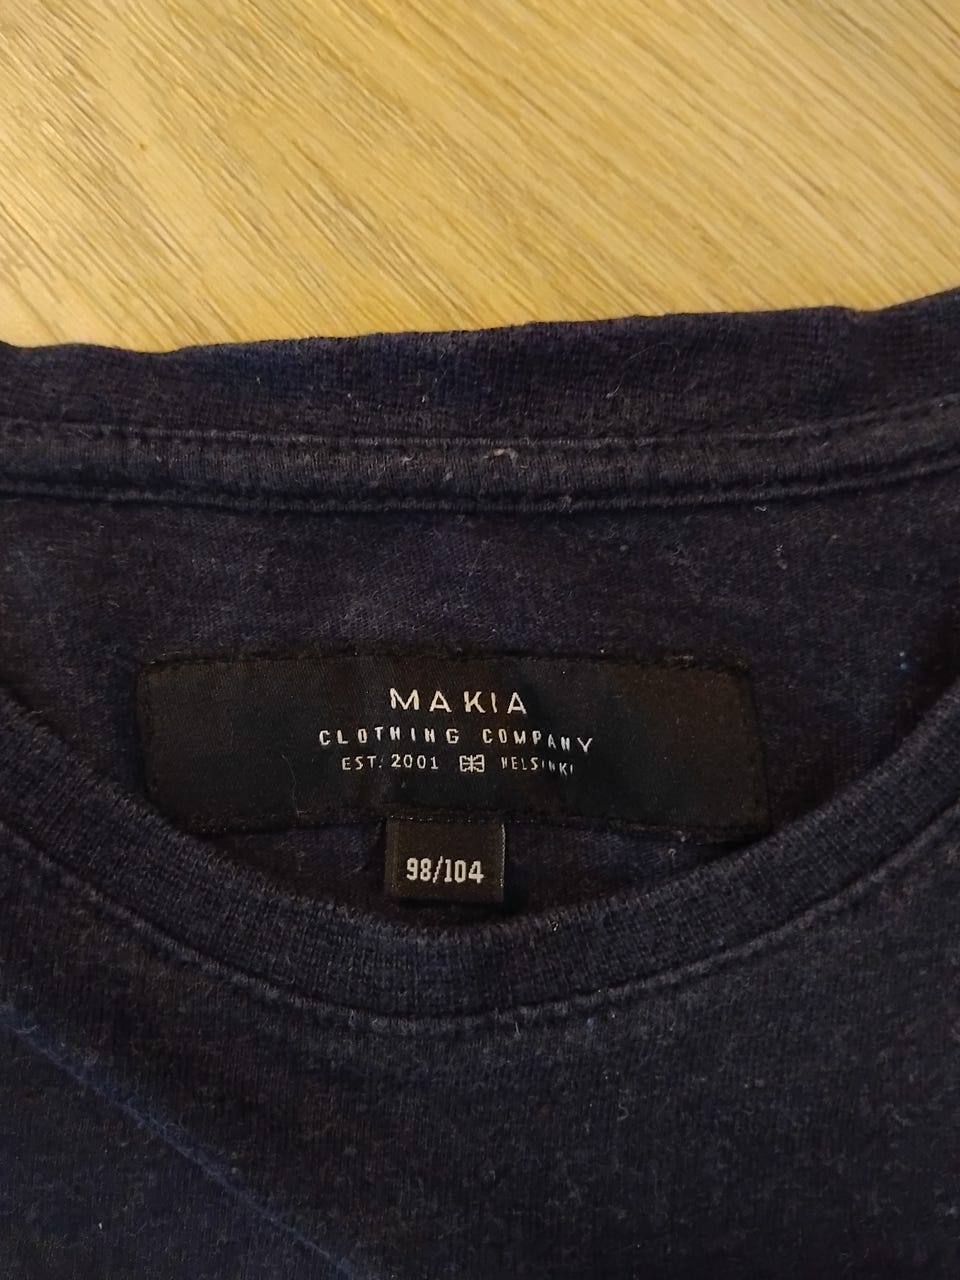 MAKIA
CLOTHING COMPANY
EST. 2001 HELSINKI
98/104